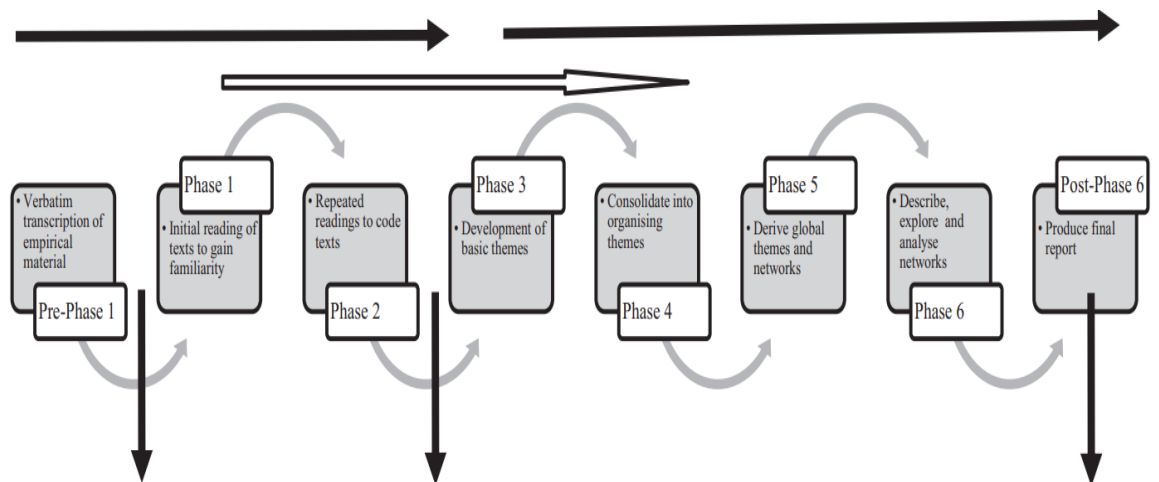 • Verbatim
transcription of
empirical
material
Pre-Phase 1
Phase 1
• Initial reading of
texts to gain
familiarity
• Repeated
readings to code
texts
Phase 2
Phase 3
• Development of
basic themes
• Consolidate into
organising
themes
Phase 4
Phase 5
• Derive global
themes and
networks
• Describe,
explore and
analyse
networks
Phase 6
Post-Phase 6
• Produce final
report